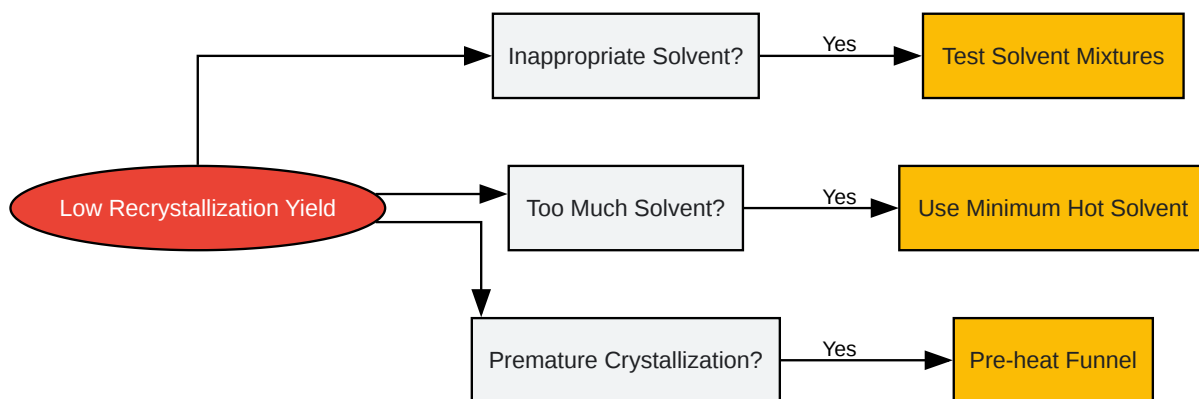 Inappropriate Solvent?
Yes
Test Solvent Mixtures
Low Recrystallization Yield
Too Much Solvent?
Yes
Use Minimum Hot Solvent
Premature Crystallization?
Yes
Pre-heat Funnel